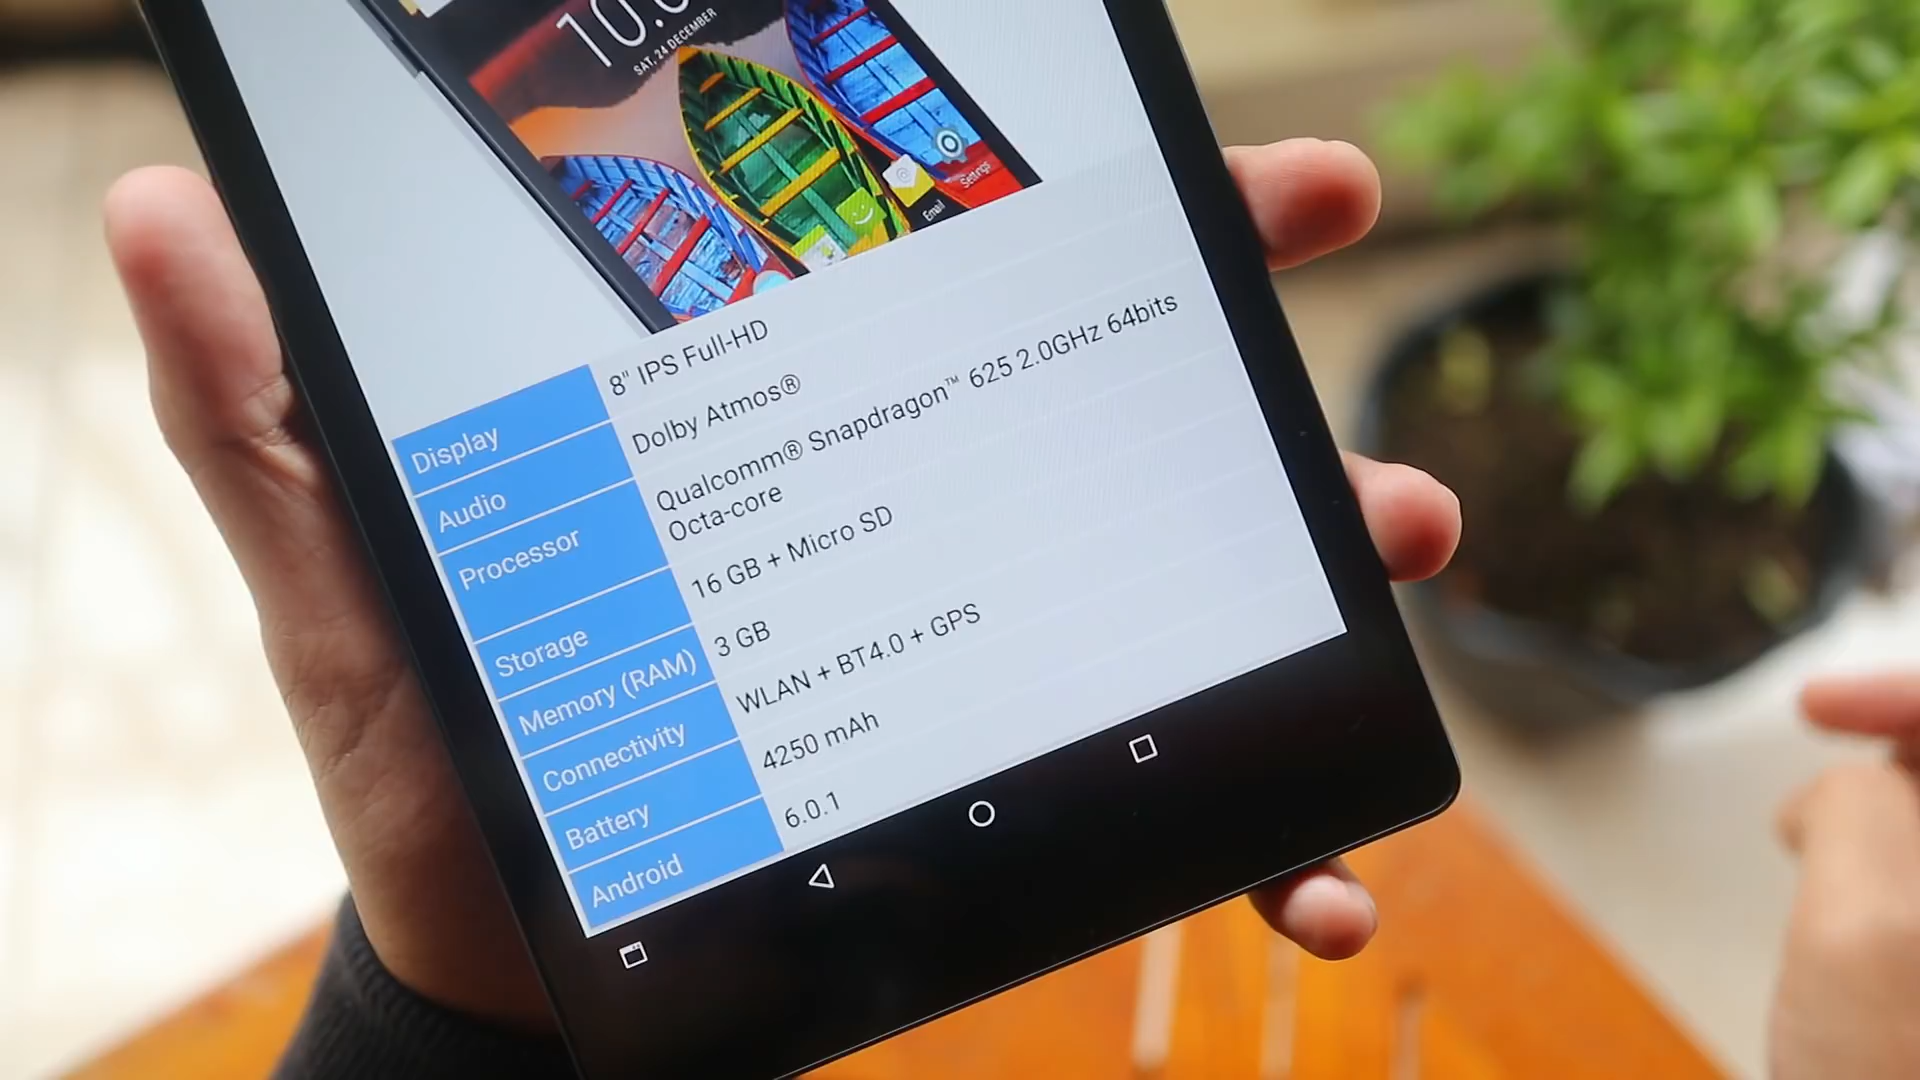 10:0
SAT, 24 DECEMBER
Settings
Email
Display 8" IPS Full-HD
Audio Dolby Atmos®
Processor Qualcomm® Snapdragon™ 625 2.0GHz 64bits
Octa-core
Storage 16 GB + Micro SD
Memory (RAM) 3 GB
Connectivity WLAN + BT4.0 + GPS
Battery 4250 mAh
Android 6.0.1